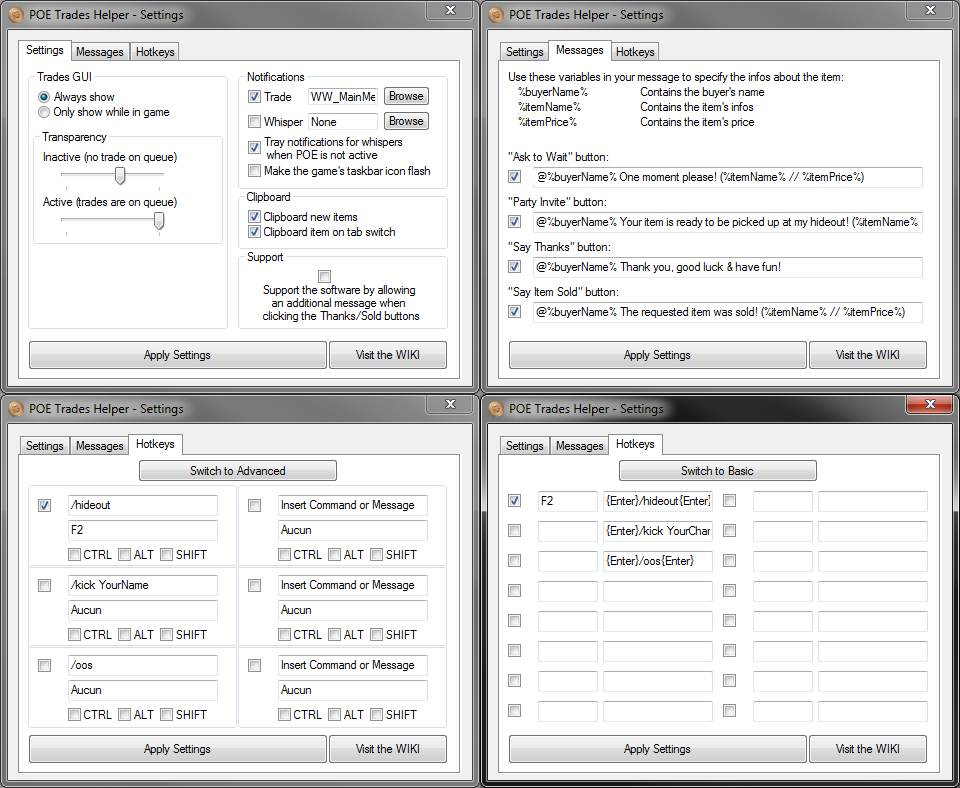 POE Trades Helper - Settings
Settings Messages Hotkeys
Trades GUI
Always show
Only show while in game
Transparency
Inactive (no trade on queue)
Active (trades are on queue)
Notifications
Trade WW_MainMe Browse
Whisper None Browse
Tray notifications for whispers
when POE is not active
Make the game's taskbar icon flash
Clipboard
Clipboard new items
Clipboard item on tab switch
Support
Support the software by allowing
an additional message when
clicking the Thanks/Sold buttons
Apply Settings Visit the WIKI
POE Trades Helper - Settings
Settings Messages Hotkeys
Use these variables in your message to specify the infos about the item:
%buyerName% Contains the buyer's name
%itemName% Contains the item's infos
%itemPrice% Contains the item's price
"Ask to Wait" button:
@%buyerName% One moment please! (%itemName% // %itemPrice%)
"Party Invite" button:
@%buyerName% Your item is ready to be picked up at my hideout! (%itemName%
"Say Thanks" button:
@%buyerName% Thank you, good luck & have fun!
"Say Item Sold" button:
@%buyerName% The requested item was sold! (%itemName% // %itemPrice%)
Apply Settings Visit the WIKI
POE Trades Helper - Settings
Settings Messages Hotkeys
Switch to Advanced
/hideout Insert Command or Message
F2 Aucun
CTRL ALT SHIFT CTRL ALT SHIFT
/kick YourName Insert Command or Message
Aucun Aucun
CTRL ALT SHIFT CTRL ALT SHIFT
/oos Insert Command or Message
Aucun Aucun
CTRL ALT SHIFT CTRL ALT SHIFT
Apply Settings Visit the WIKI
POE Trades Helper - Settings
Settings Messages Hotkeys
Switch to Basic
F2 {Enter}/hideout{Enter}
{Enter}/kick YourChar
{Enter}/oos{Enter}
Apply Settings Visit the WIKI